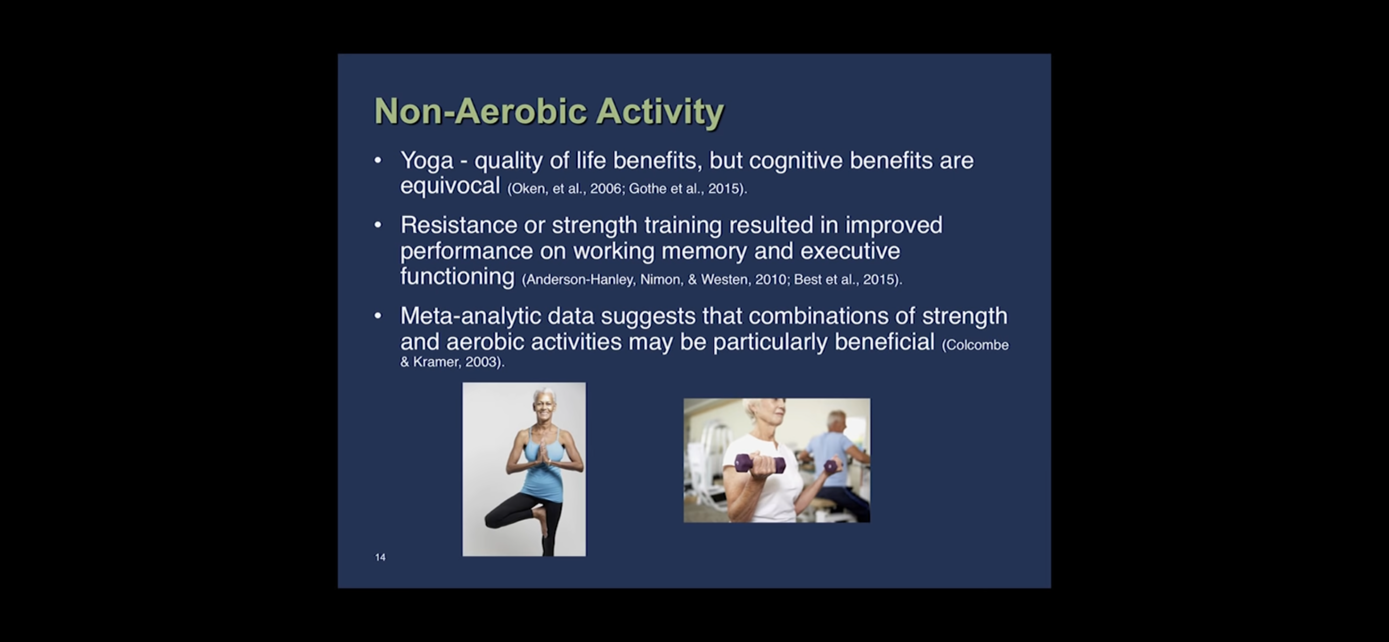 Non-Aerobic Activity
• Yoga - quality of life benefits, but cognitive benefits are
equivocal (Oken, et al., 2006; Gothe et al., 2015).
• Resistance or strength training resulted in improved
performance on working memory and executive
functioning (Anderson-Hanley, Nimon, & Westen, 2010; Best et al., 2015).
• Meta-analytic data suggests that combinations of strength
and aerobic activities may be particularly beneficial (Colcombe
& Kramer, 2003).
14